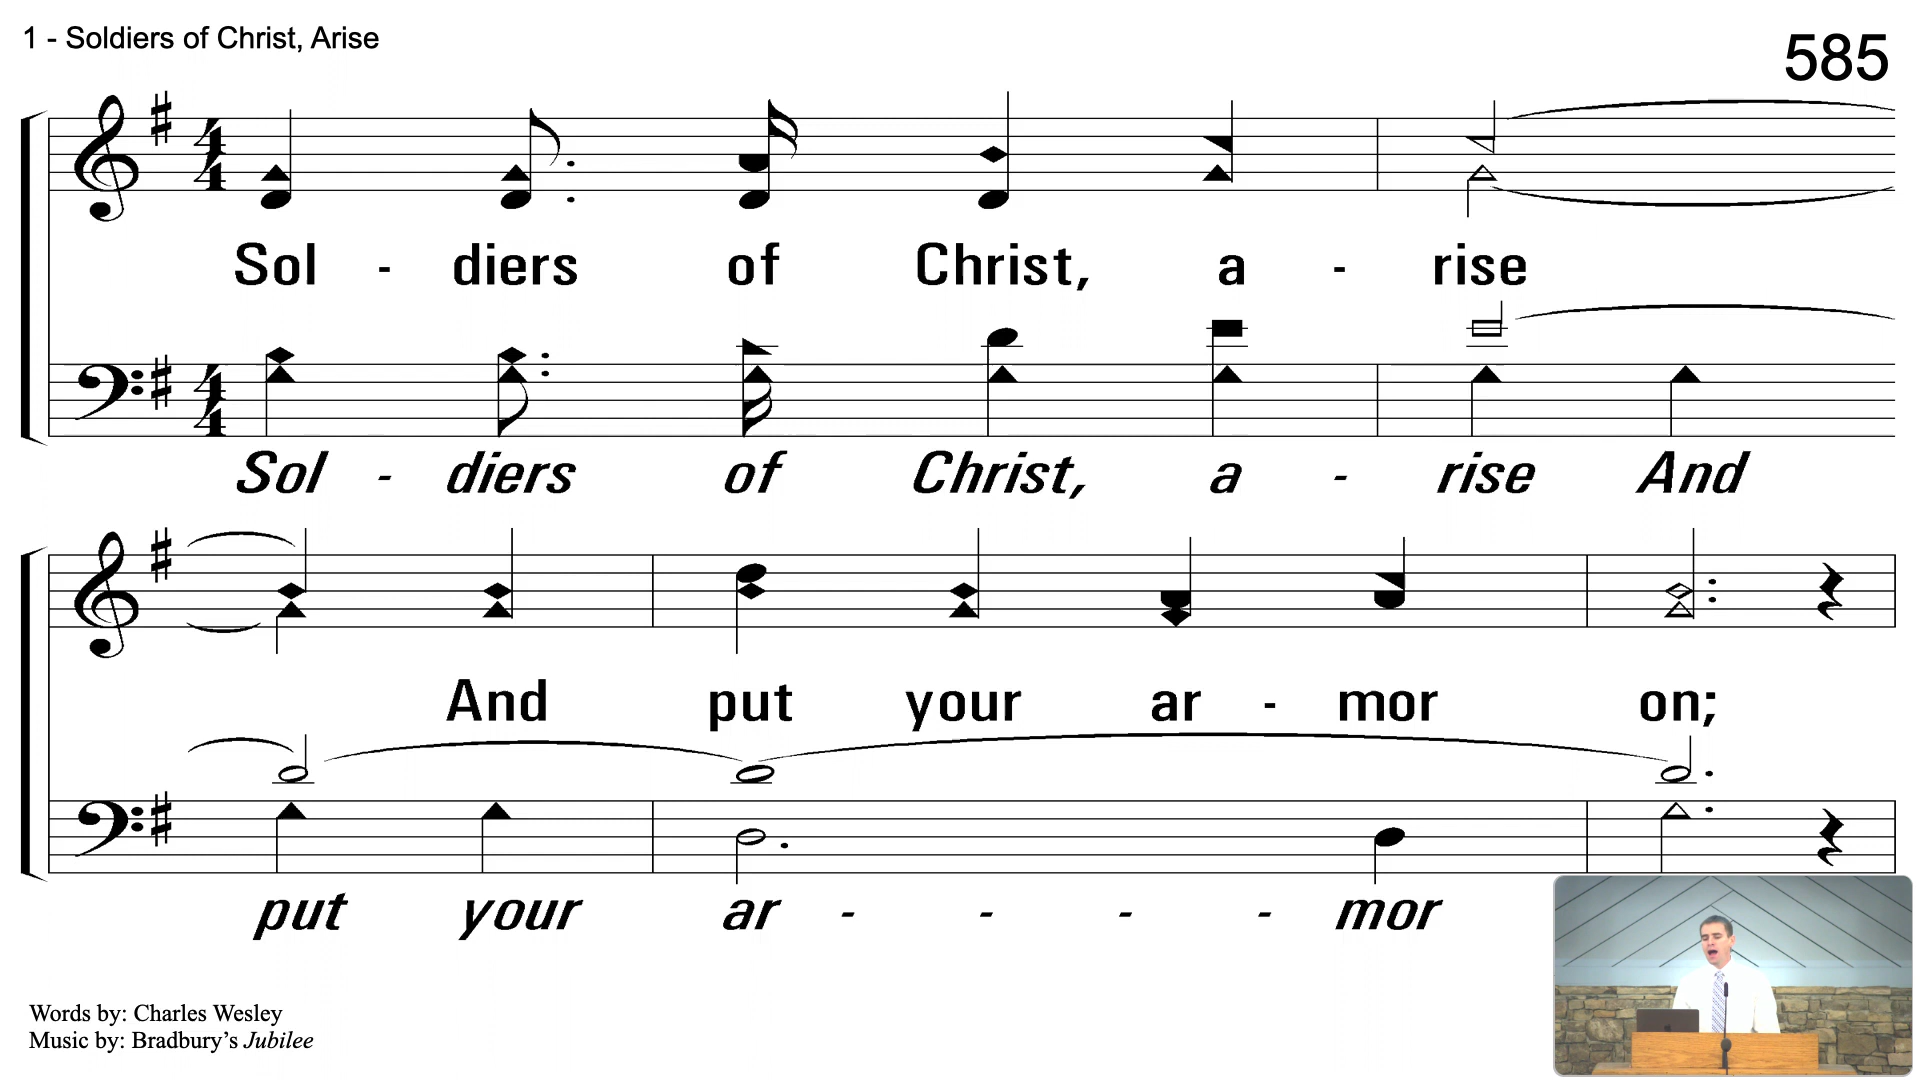 1 - Soldiers of Christ, Arise
585
Sol - diers of Christ, a - rise
Sol - diers of Christ, a - rise And
And put your ar - mor on;
put your ar - - - - mor
Words by: Charles Wesley
Music by: Bradbury’s Jubilee